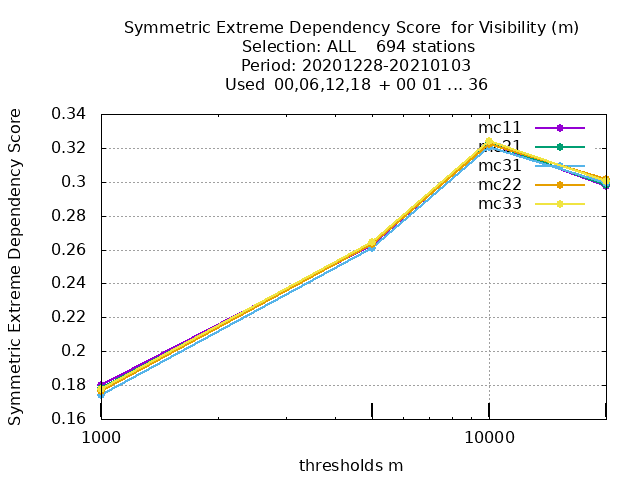 Symmetric Extreme Dependency Score for Visibility (m)
Selection: ALL 694 stations
Period: 20201228-20210103
Used 00,06,12,18 + 00 01 ... 36
Symmetric Extreme Dependency Score
0.34
0.32
0.3
0.28
0.26
0.24
0.22
0.2
0.18
0.16
mc11
mc21
mc31
mc22
mc33
1000
10000
thresholds m